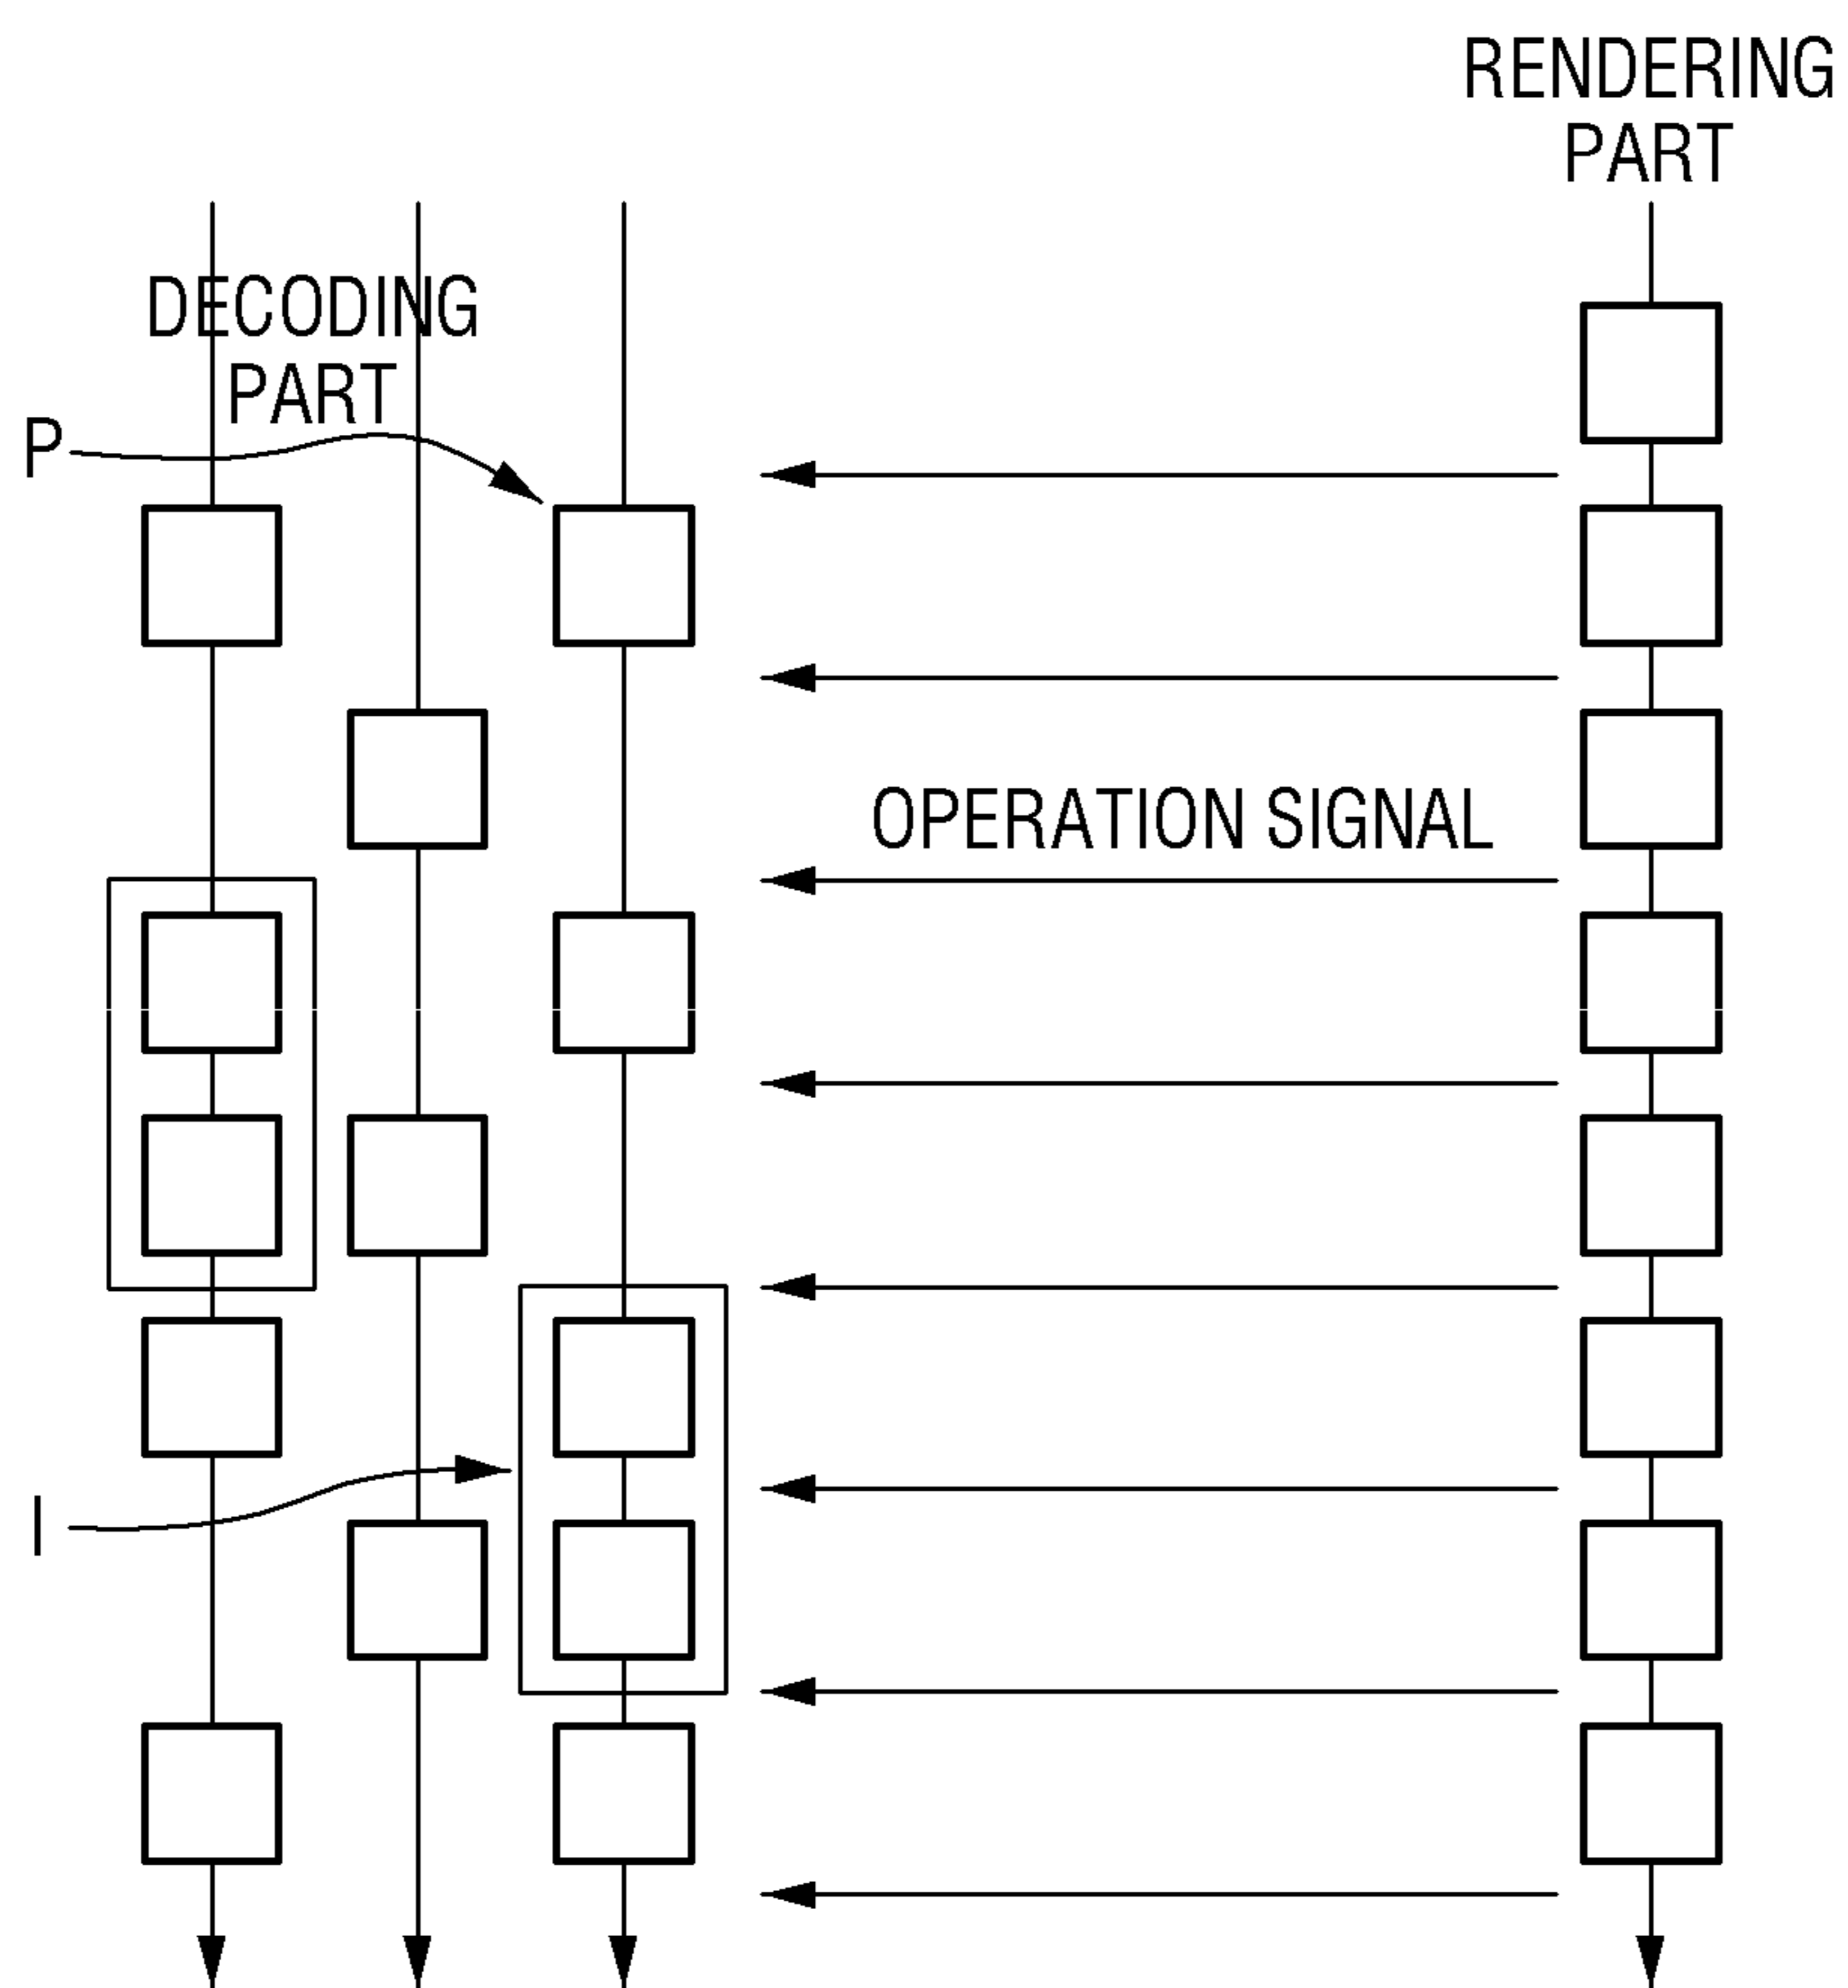 RENDERING
PART
DECODING
PART
P
OPERATION SIGNAL
I